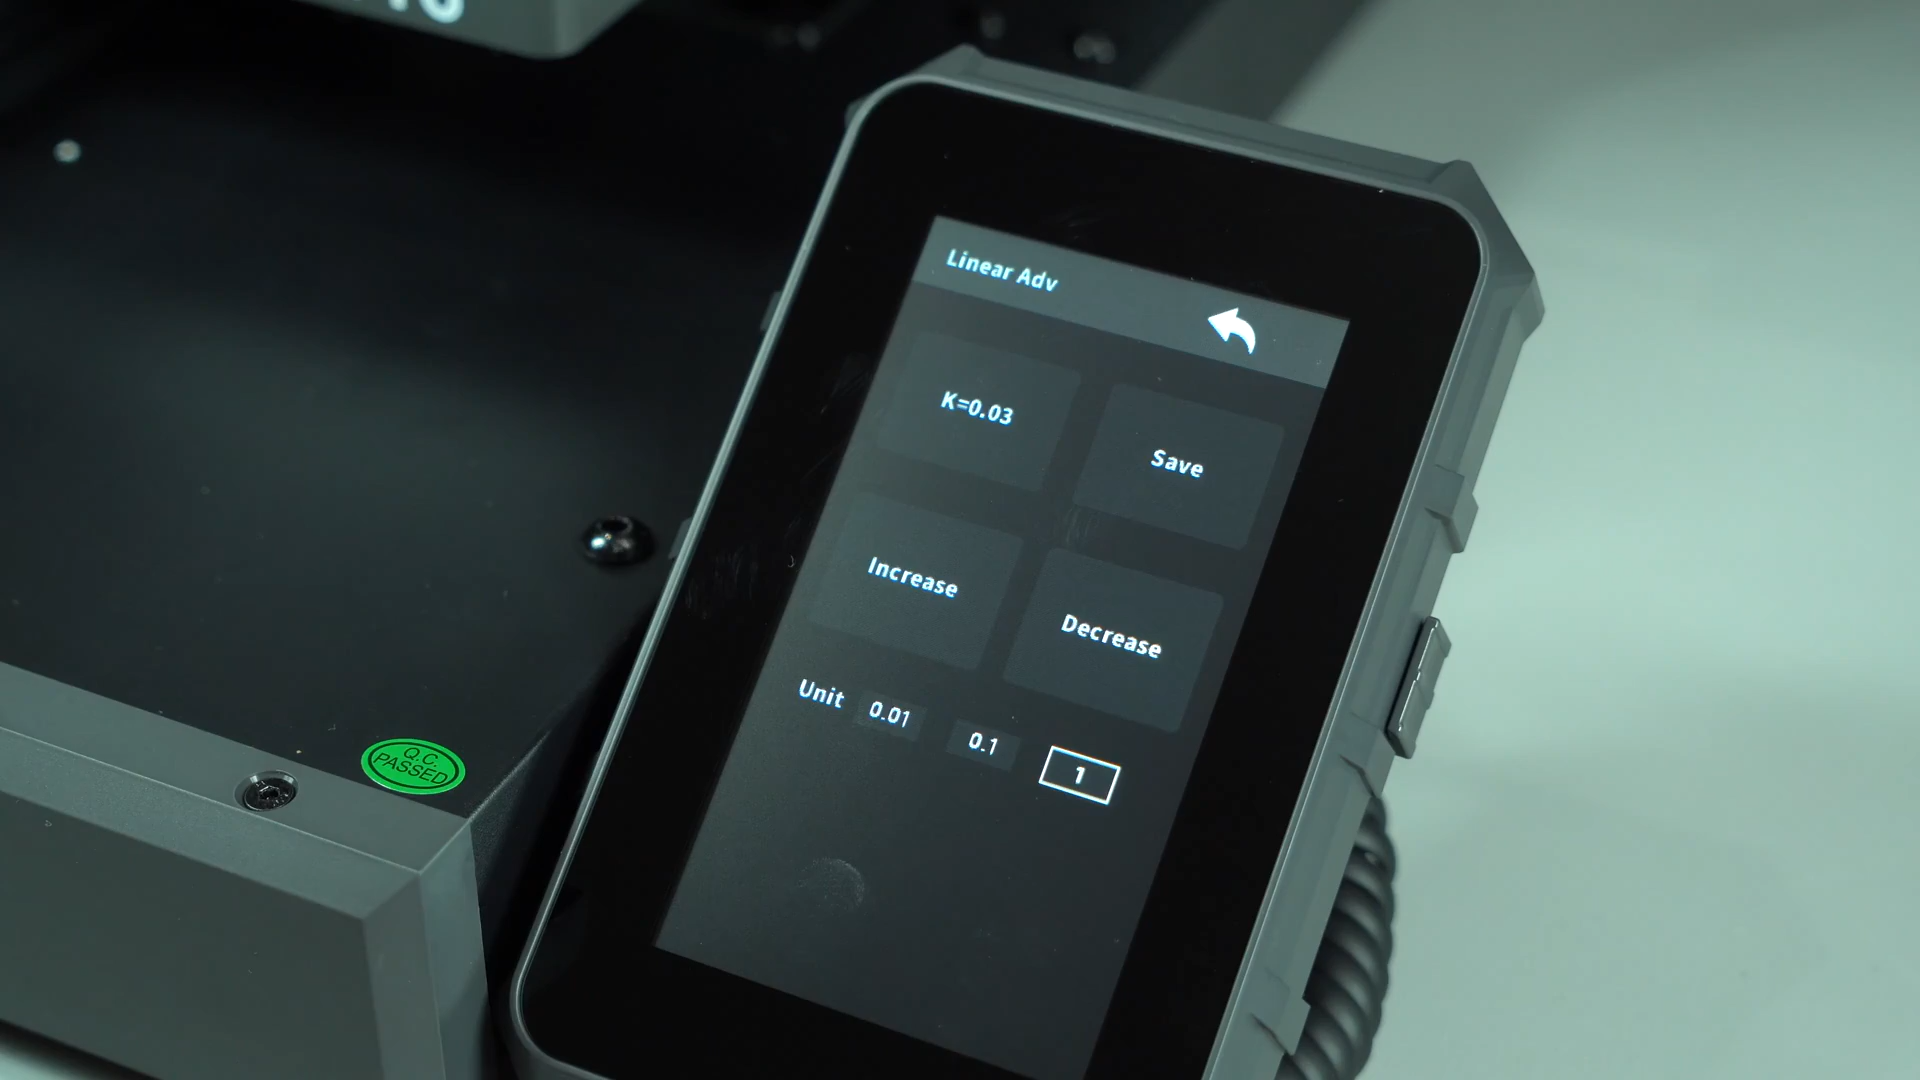 Linear Adv
K=0.03
Save
Increase
Decrease
Unit 0.01 0.1 1
Q.C.
PASSED